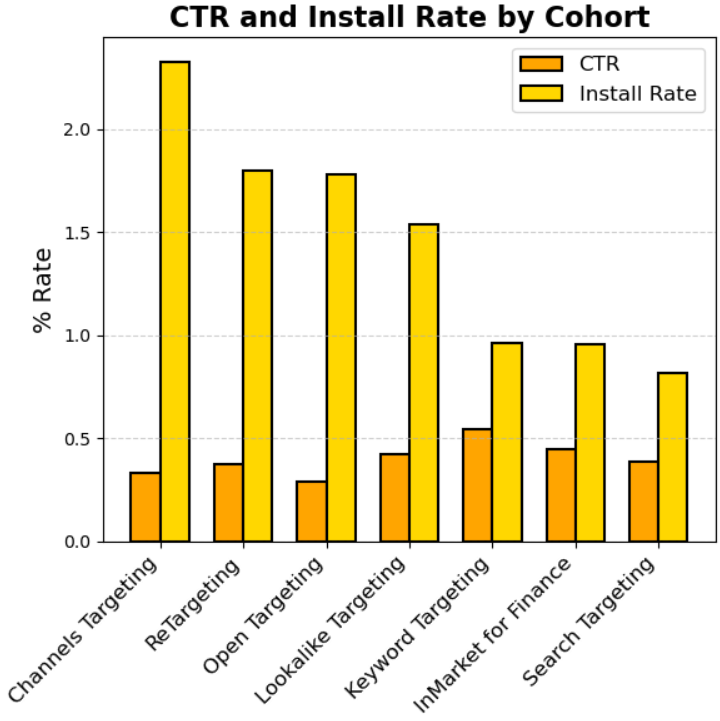 CTR and Install Rate by Cohort
CTR
Install Rate
% Rate
2.0
1.5
1.0
0.5
0.0
Channels Targeting
ReTargeting
Open Targeting
Lookalike Targeting
Keyword Targeting
InMarket for Finance
Search Targeting